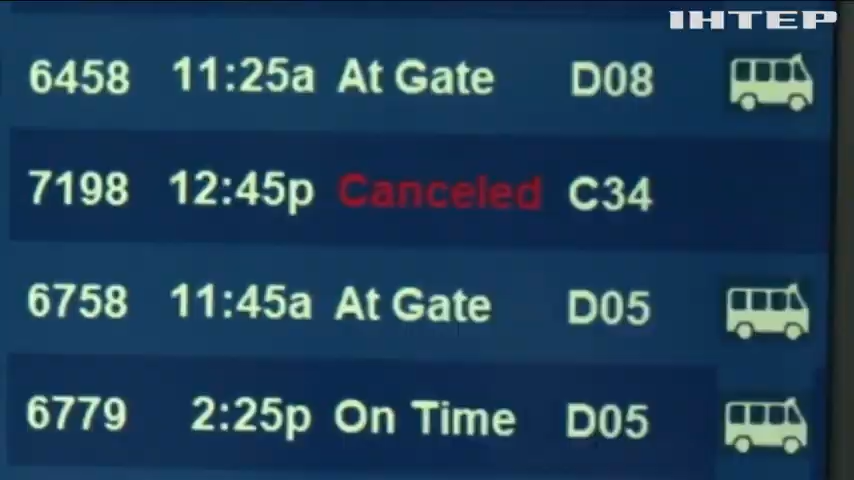 ІНТЕР
6458 11:25a At Gate D08
7198 12:45p Canceled C34
6758 11:45a At Gate D05
6779 2:25p On Time D05